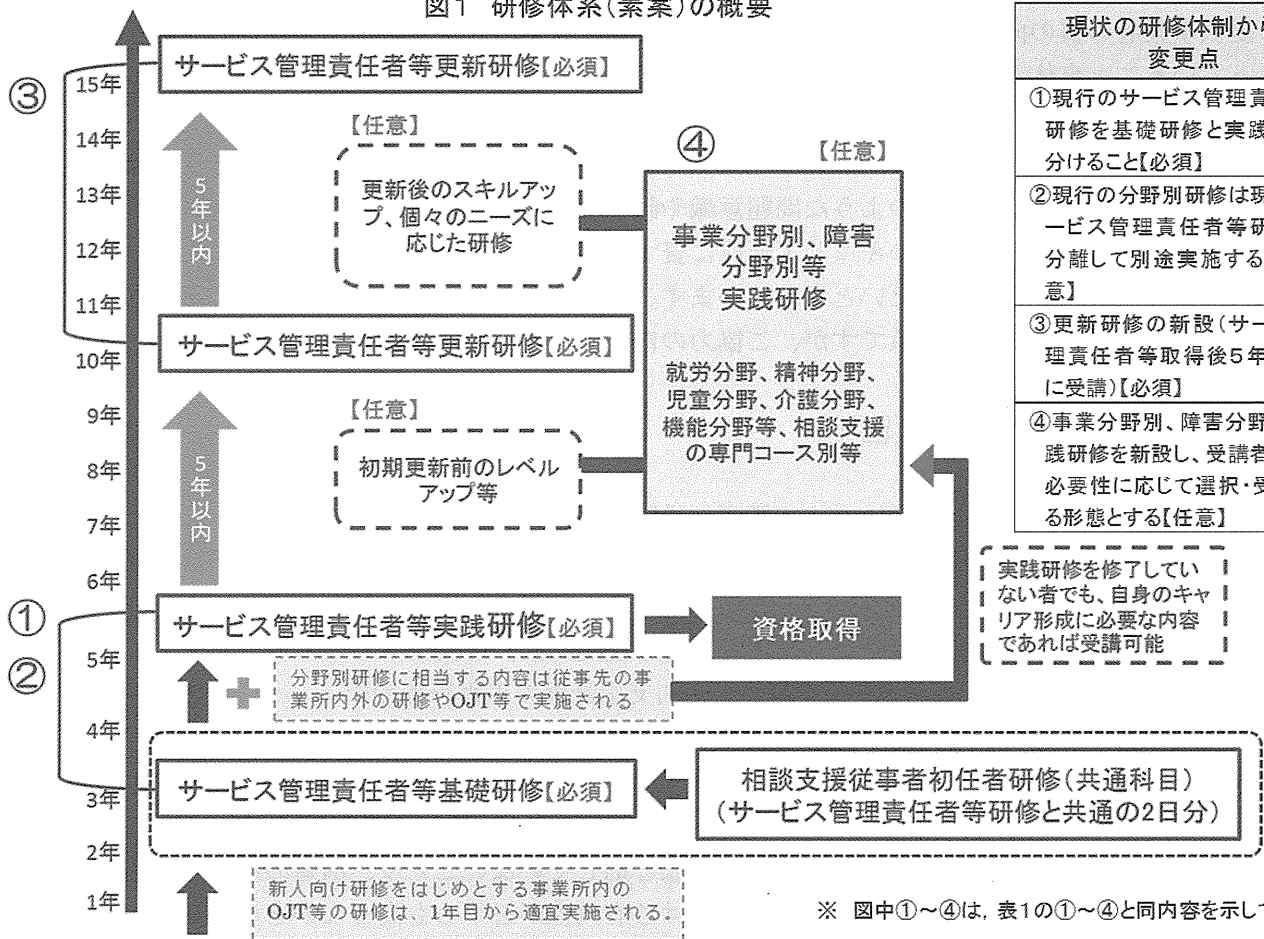 図1 研修体系(素案)の概要
サービス管理責任者等更新研修【必須】
③
15年
14年
13年
12年
11年
10年
9年
8年
7年
6年
5年
4年
3年
2年
1年
5年以内
【任意】
更新後のスキルアッ
プ、個々のニーズに
応じた研修
④
【任意】
事業分野別、障害
分野別等
実践研修
就労分野、精神分野、
児童分野、介護分野、
機能分野等、相談支援
の専門コース別等
サービス管理責任者等更新研修【必須】
5年以内
【任意】
初期更新前のレベル
アップ等
①
②
サービス管理責任者等実践研修【必須】
資格取得
実践研修を修了してい
ない者でも、自身のキャ
リア形成に必要な内容
であれば受講可能
分野別研修に相当する内容は従事先の事
業所内外の研修やOJT等で実施される
サービス管理責任者等基礎研修【必須】
相談支援従事者初任者研修(共通科目)
(サービス管理責任者等研修と共通の2日分)
新人向け研修をはじめとする事業所内の
OJT等の研修は、1年目から適宜実施される。
現状の研修体制から
変更点
①現行のサービス管理責
研修を基礎研修と実践
分けること【必須】
②現行の分野別研修は現
ービス管理責任者等研
分離して別途実施する
意】
③更新研修の新設(サー
理責任者等取得後5年
に受講)【必須】
④事業分野別、障害分野
践研修を新設し、受講者
必要性に応じて選択・受
る形態とする【任意】
※ 図中①～④は, 表1の①～④と同内容を示して